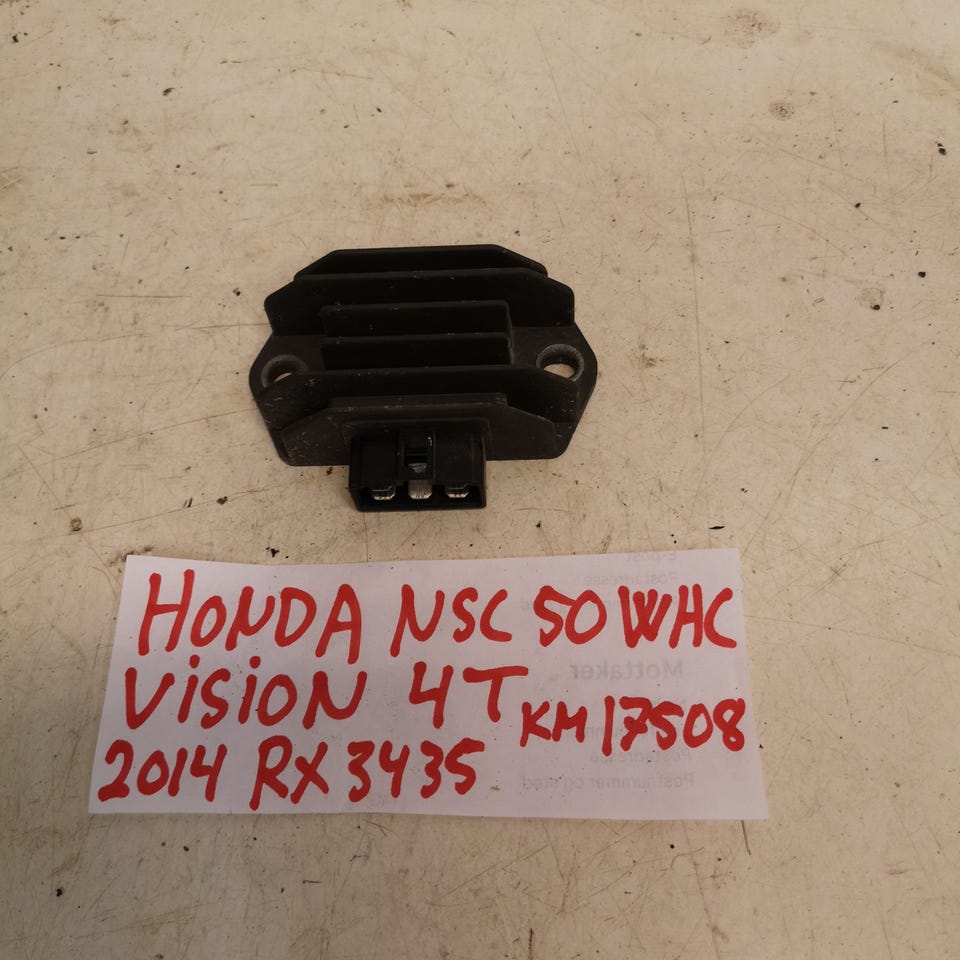 HONDA NSC 50 WHC
VISION 4T KM 17508
2014 RX 3435